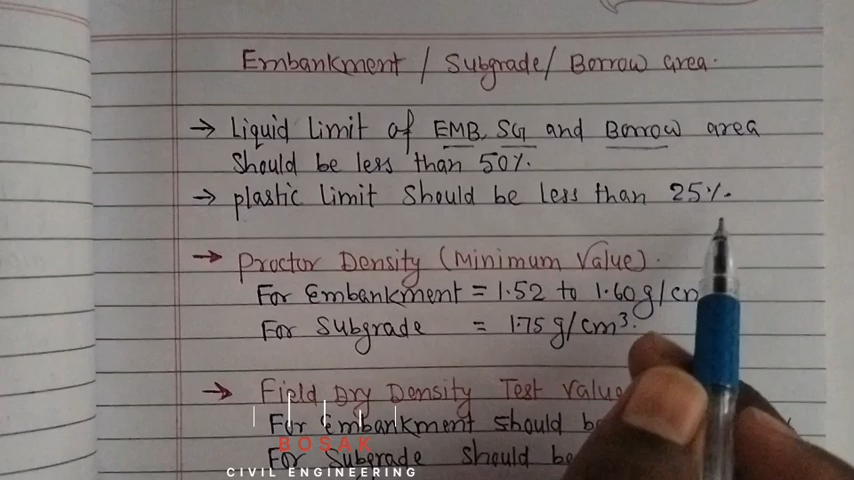 Embankment / Subgrade / Borrow area.
→ Liquid Limit of EMB, SG and Borrow area
Should be less than 50%.
→ plastic Limit Should be less than 25%.
→ Proctor Density (Minimum Value).
For Embankment = 1.52 to 1.60 g/cm
For Subgrade = 1.75 g/cm³.
→ Field Dry Density Test Value
For Embankment should be
For Subgrade should be
BOSAK
CIVIL ENGINEERING